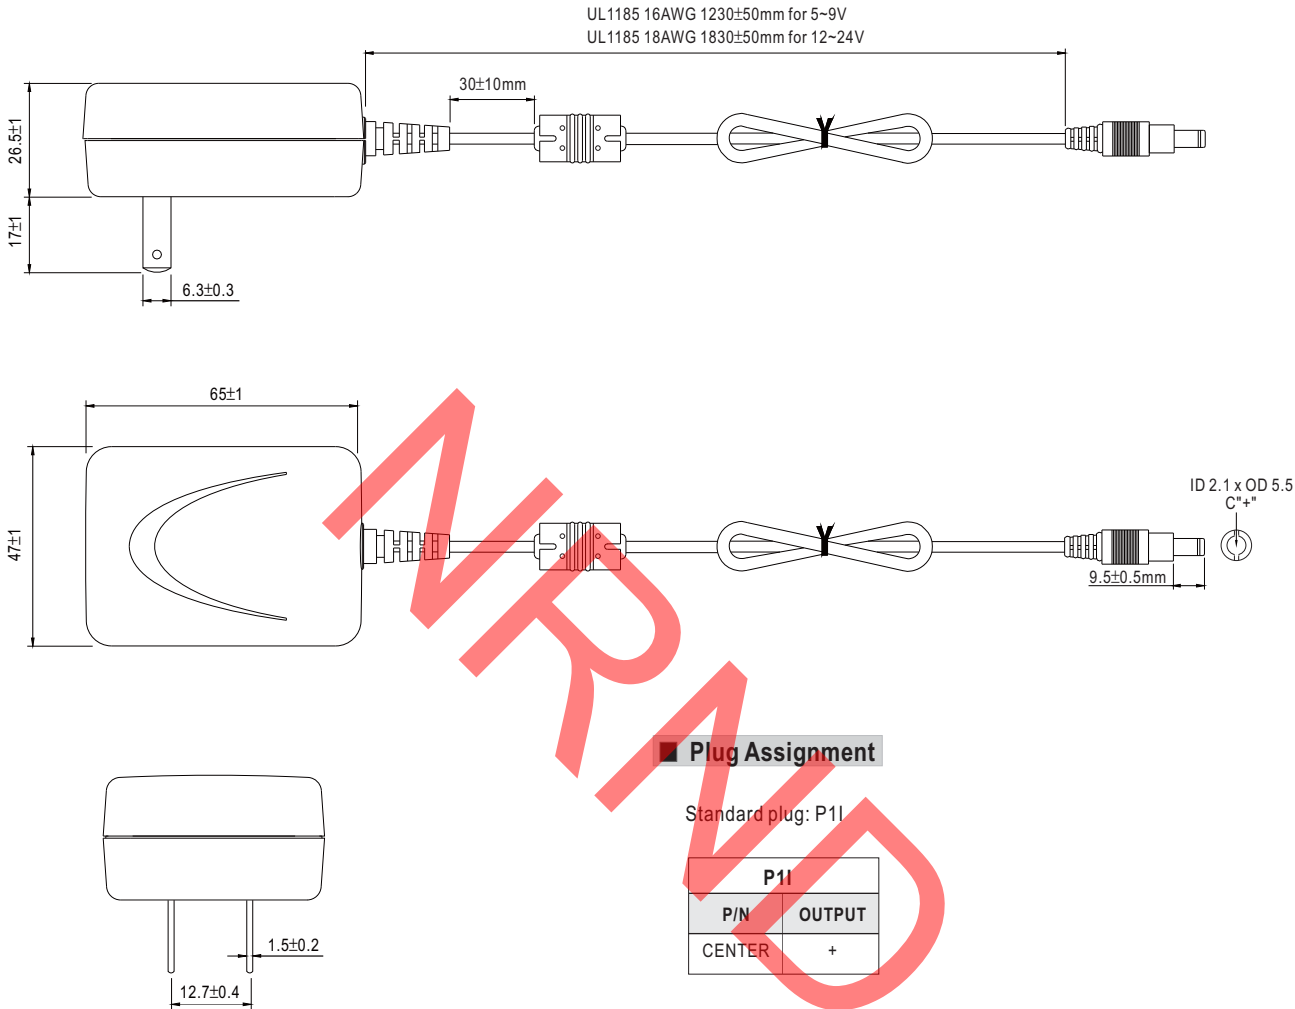 UL1185 16AWG 1230±50mm for 5~9V
UL1185 18AWG 1830±50mm for 12~24V
30±10mm
26.5±1
17±1
6.3±0.3
65±1
47±1
ID 2.1 x OD 5.5
C"+"
9.5±0.5mm
NRND
Plug Assignment
Standard plug: P1I
P1I
P/N OUTPUT
CENTER +
1.5±0.2
12.7±0.4